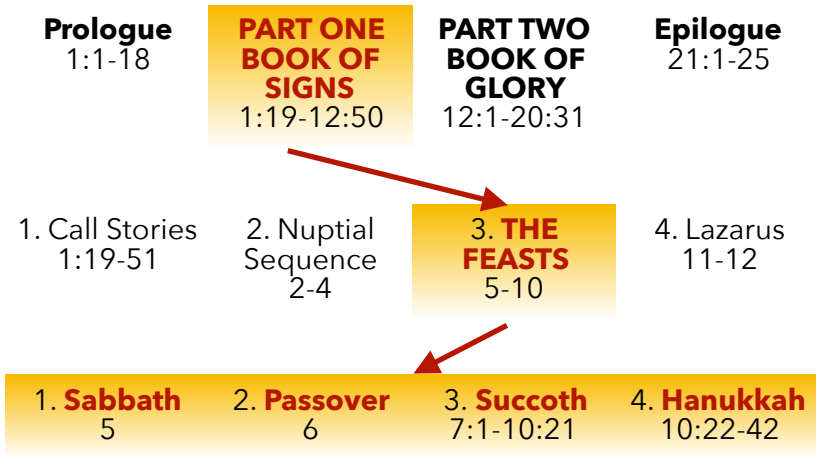 Prologue
1:1-18
PART ONE
BOOK OF
SIGNS
1:19-12:50
PART TWO
BOOK OF
GLORY
12:1-20:31
Epilogue
21:1-25
1. Call Stories
1:19-51
2. Nuptial
Sequence
2-4
3. THE
FEASTS
5-10
4. Lazarus
11-12
1. Sabbath
5
2. Passover
6
3. Succoth
7:1-10:21
4. Hanukkah
10:22-42